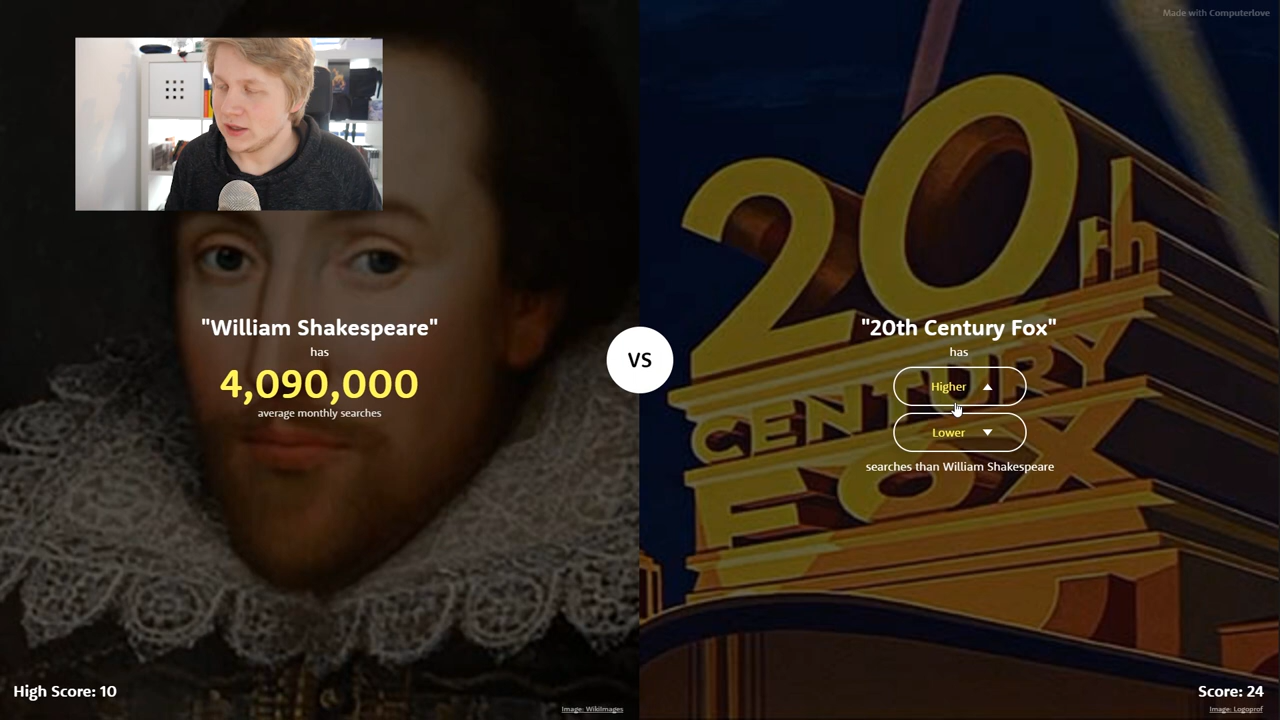 Made with Computerlove
"William Shakespeare"
has
4,090,000
average monthly searches
VS
20th
CENTURY
FOX
"20th Century Fox"
has
Higher
Lower
searches than William Shakespeare
High Score: 10
Image: WikiImages
Score: 24
Image: Logoprof